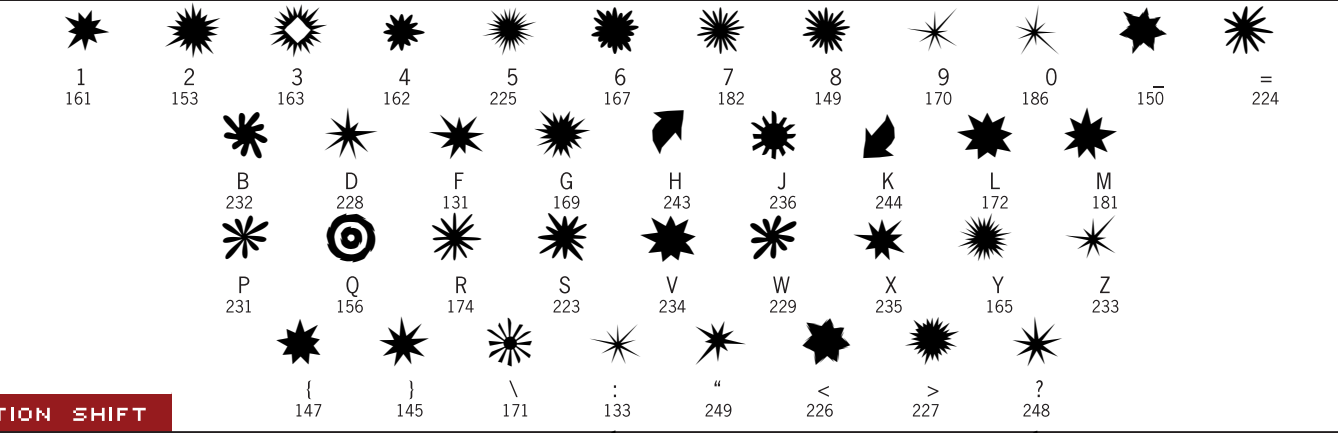 1 2 3 4 5 6 7 8 9 0 _ =
161 153 163 162 225 167 182 149 170 186 150 224
B D F G H J K L M
232 228 131 169 243 236 244 172 181
P Q R S V W X Y Z
231 156 174 223 234 229 235 165 233
{ } \ : “ < > ?
147 145 171 133 249 226 227 248
TION SHIFT